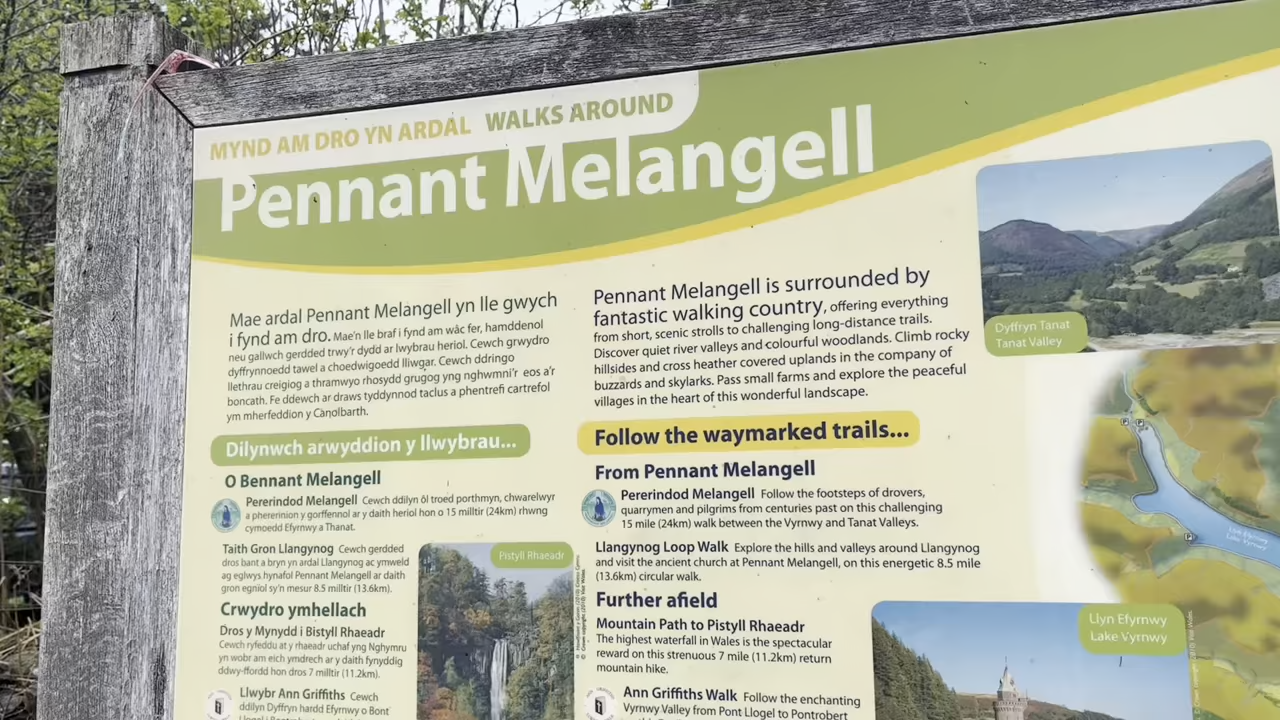 MYND AM DRO YN ARDAL WALKS AROUND
Pennant Melangell
Mae ardal Pennant Melangell yn lle gwych
i fynd am dro. Mae'n lle braf i fynd am wâc fer, hamddenol
neu gallwch gerdded trwy'r dydd ar lwybrau heriol. Cewch grwydro
dyffrynnoedd tawel a choedwigoedd lliwgar. Cewch ddringo
llethrau creigiog a thramwyo rhosydd grugog yng nghwmni'r eos a'r
boncath. Fe ddewch ar draws tyddynnod taclus a phentrefi cartrefol
ym mherfeddion y Canolbarth.
Dilynwch arwyddion y llwybrau...
O Bennant Melangell
Pererindod Melangell Cewch ddilyn ôl troed porthmyn, chwarelwyr
a phererinion y gorffennol ar y daith heriol hon o 15 milltir (24km) rhwng
cymoedd Efyrnwy a Thanat.
Taith Gron Llangynog Cewch gerdded
dros bant a bryn yn ardal Llangynog ac ymweld
ag eglwys hynafol Pennant Melangell ar daith
gron egnïol sy'n mesur 8.5 milltir (13.6km).
Crwydro ymhellach
Dros y Mynydd i Bistyll Rhaeadr
Cewch ryfeddu at y rhaeadr uchaf yng Nghymru
yn wobr am eich ymdrech ar y daith fynyddig
ddwy-ffordd hon dros 7 milltir (11.2km).
Llwybr Ann Griffiths Cewch
ddilyn Dyffryn hardd Efyrnwy o Bont
Pistyll Rhaeadr
Pennant Melangell is surrounded by
fantastic walking country, offering everything
from short, scenic strolls to challenging long-distance trails.
Discover quiet river valleys and colourful woodlands. Climb rocky
hillsides and cross heather covered uplands in the company of
buzzards and skylarks. Pass small farms and explore the peaceful
villages in the heart of this wonderful landscape.
Follow the waymarked trails...
From Pennant Melangell
Pererindod Melangell Follow the footsteps of drovers,
quarrymen and pilgrims from centuries past on this challenging
15 mile (24km) walk between the Vyrnwy and Tanat Valleys.
Llangynog Loop Walk Explore the hills and valleys around Llangynog
and visit the ancient church at Pennant Melangell, on this energetic 8.5 mile
(13.6km) circular walk.
Further afield
Mountain Path to Pistyll Rhaeadr
The highest waterfall in Wales is the spectacular
reward on this strenuous 7 mile (11.2km) return
mountain hike.
Ann Griffiths Walk Follow the enchanting
Vyrnwy Valley from Pont Llogel to Pontrobert
Dyffryn Tanat
Tanat Valley
P P
P
Llyn Efyrnwy
Lake Vyrnwy
Llyn Efyrnwy
Lake Vyrnwy